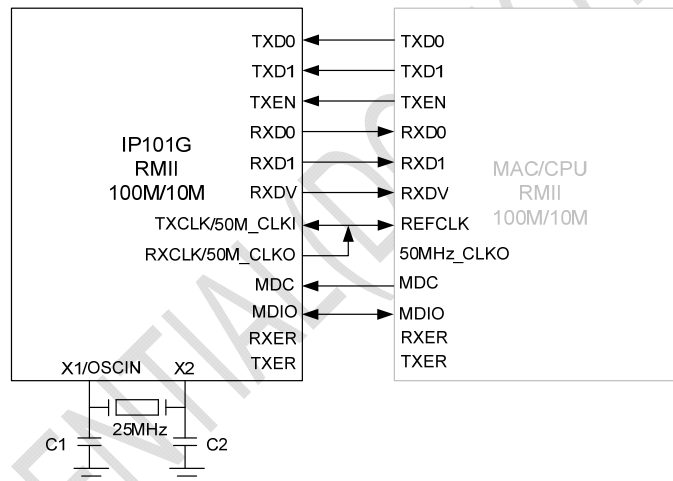 TXD0
TXD1
TXEN
RXD0
RXD1
RXDV
TXCLK/50M_CLKI
RXCLK/50M_CLKO
MDC
MDIO
RXER
TXER
IP101G
RMII
100M/10M
X1/OSCIN X2
25MHz
C1 C2
TXD0
TXD1
TXEN
RXD0
RXD1
RXDV
REFCLK
50MHz_CLKO
MDC
MDIO
RXER
TXER
MAC/CPU
RMII
100M/10M